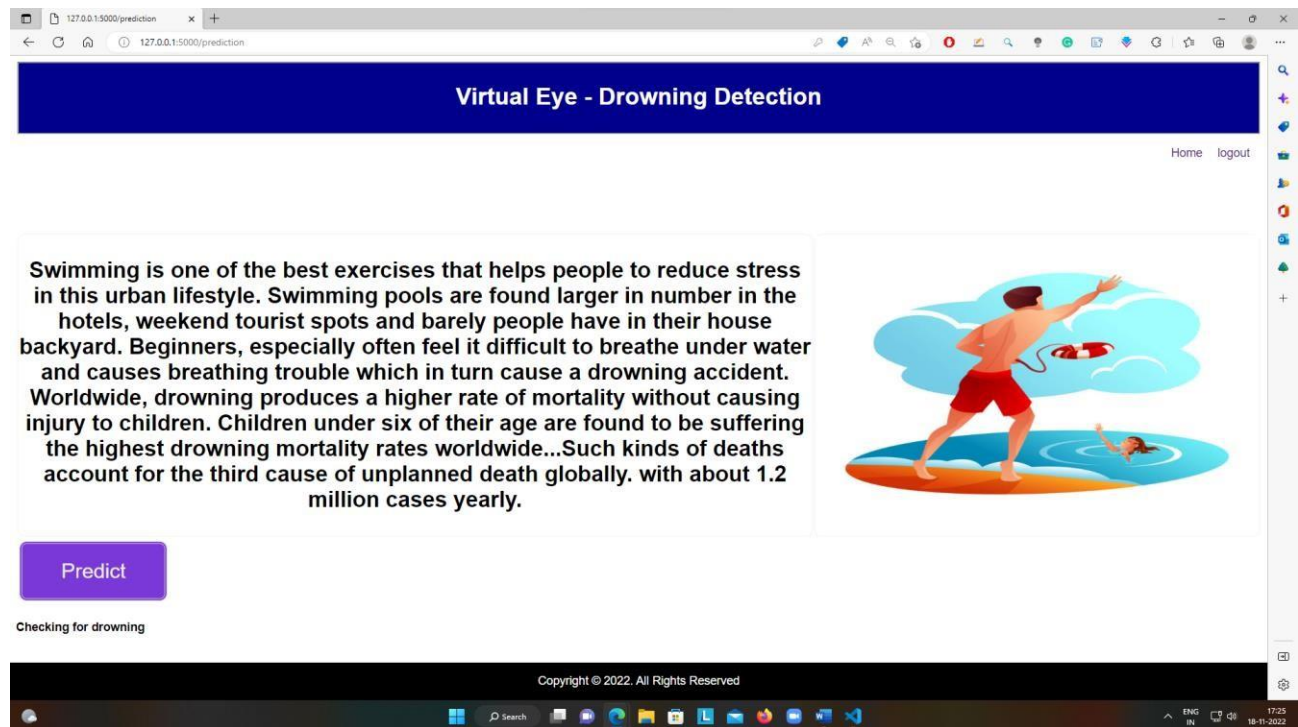 127.0.0.1:5000/prediction
127.0.0.1:5000/prediction
Virtual Eye - Drowning Detection
Home logout
Swimming is one of the best exercises that helps people to reduce stress
in this urban lifestyle. Swimming pools are found larger in number in the
hotels, weekend tourist spots and barely people have in their house
backyard. Beginners, especially often feel it difficult to breathe under water
and causes breathing trouble which in turn cause a drowning accident.
Worldwide, drowning produces a higher rate of mortality without causing
injury to children. Children under six of their age are found to be suffering
the highest drowning mortality rates worldwide...Such kinds of deaths
account for the third cause of unplanned death globally. with about 1.2
million cases yearly.
Predict
Checking for drowning
Copyright © 2022. All Rights Reserved
Search
ENG
IN
17:25
18-11-2022